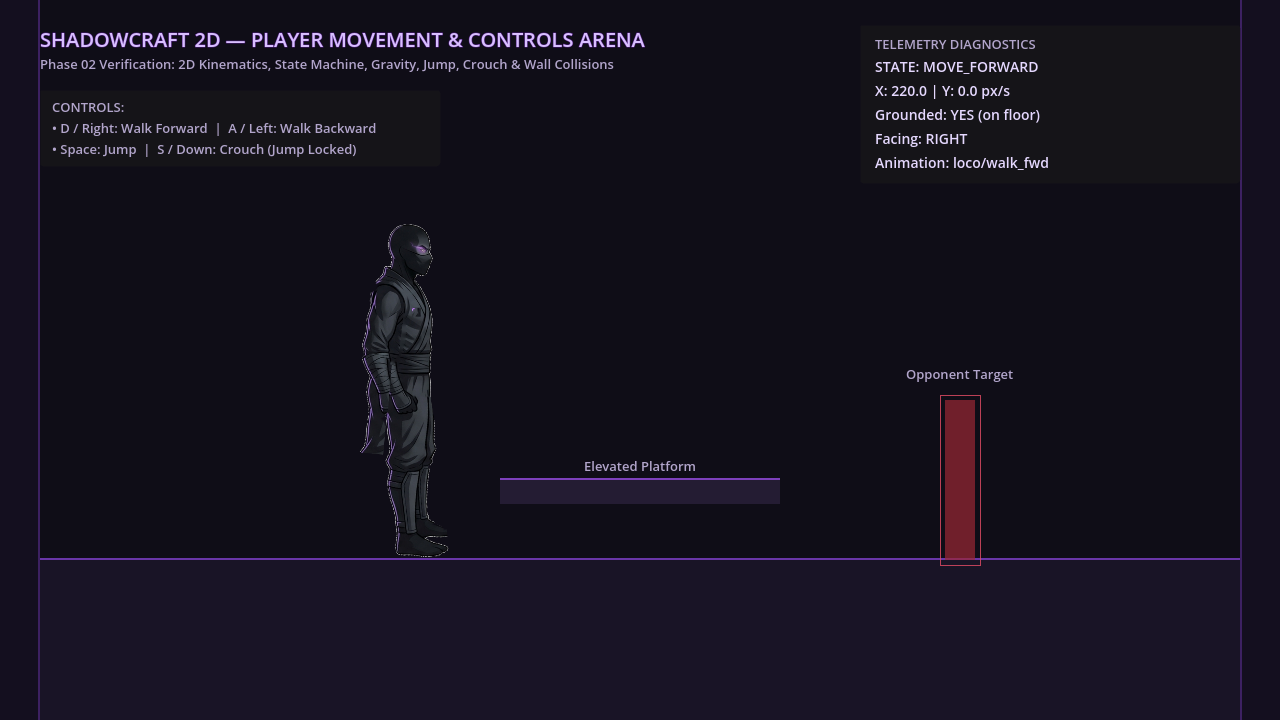 SHADOWCRAFT 2D — PLAYER MOVEMENT & CONTROLS ARENA
Phase 02 Verification: 2D Kinematics, State Machine, Gravity, Jump, Crouch & Wall Collisions
CONTROLS:
• D / Right: Walk Forward | A / Left: Walk Backward
• Space: Jump | S / Down: Crouch (Jump Locked)
TELEMETRY DIAGNOSTICS
STATE: MOVE_FORWARD
X: 220.0 | Y: 0.0 px/s
Grounded: YES (on floor)
Facing: RIGHT
Animation: loco/walk_fwd
Opponent Target
Elevated Platform